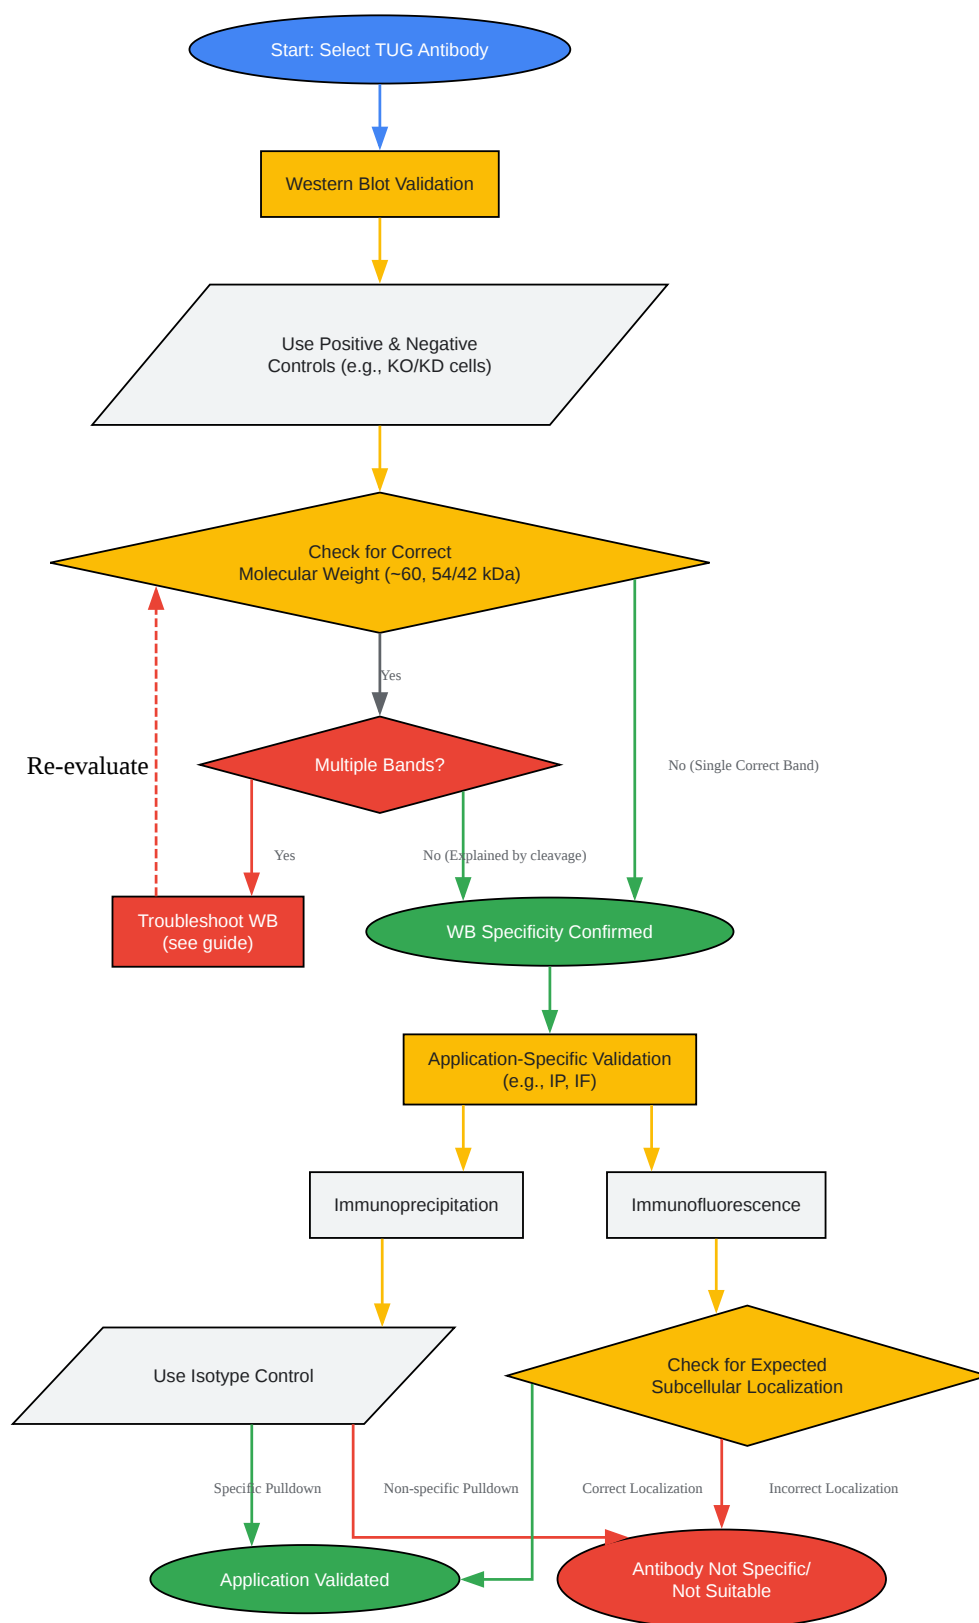 Start: Select TUG Antibody
Western Blot Validation
Use Positive & Negative
Controls (e.g., KO/KD cells)
Check for Correct
Molecular Weight (~60, 54/42 kDa)
Yes
Re-evaluate
Multiple Bands?
No (Single Correct Band)
Yes
No (Explained by cleavage)
Troubleshoot WB
(see guide)
WB Specificity Confirmed
Application-Specific Validation
(e.g., IP, IF)
Immunoprecipitation
Immunofluorescence
Use Isotype Control
Check for Expected
Subcellular Localization
Specific Pulldown
Non-specific Pulldown
Correct Localization
Incorrect Localization
Application Validated
Antibody Not Specific/
Not Suitable